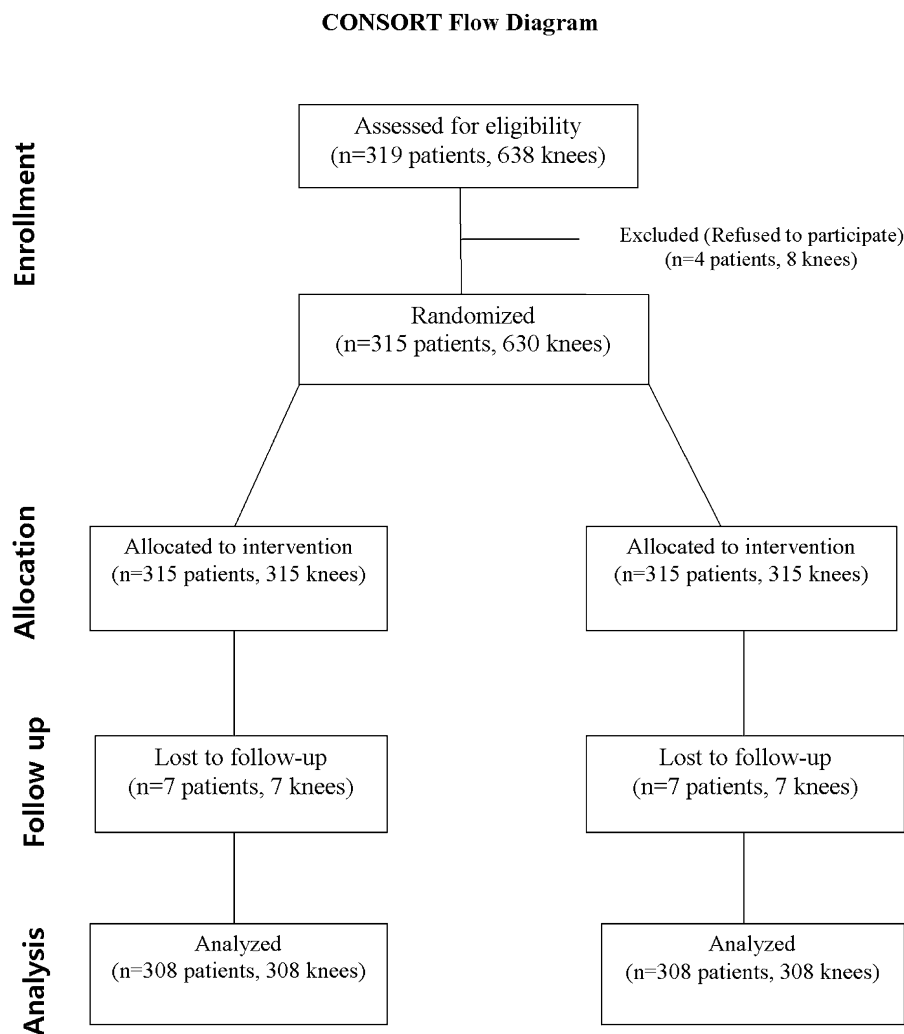 CONSORT Flow Diagram
Enrollment
Assessed for eligibility
(n=319 patients, 638 knees)
Excluded (Refused to participate)
(n=4 patients, 8 knees)
Randomized
(n=315 patients, 630 knees)
Allocation
Allocated to intervention
(n=315 patients, 315 knees)
Allocated to intervention
(n=315 patients, 315 knees)
Follow up
Lost to follow-up
(n=7 patients, 7 knees)
Lost to follow-up
(n=7 patients, 7 knees)
Analysis
Analyzed
(n=308 patients, 308 knees)
Analyzed
(n=308 patients, 308 knees)